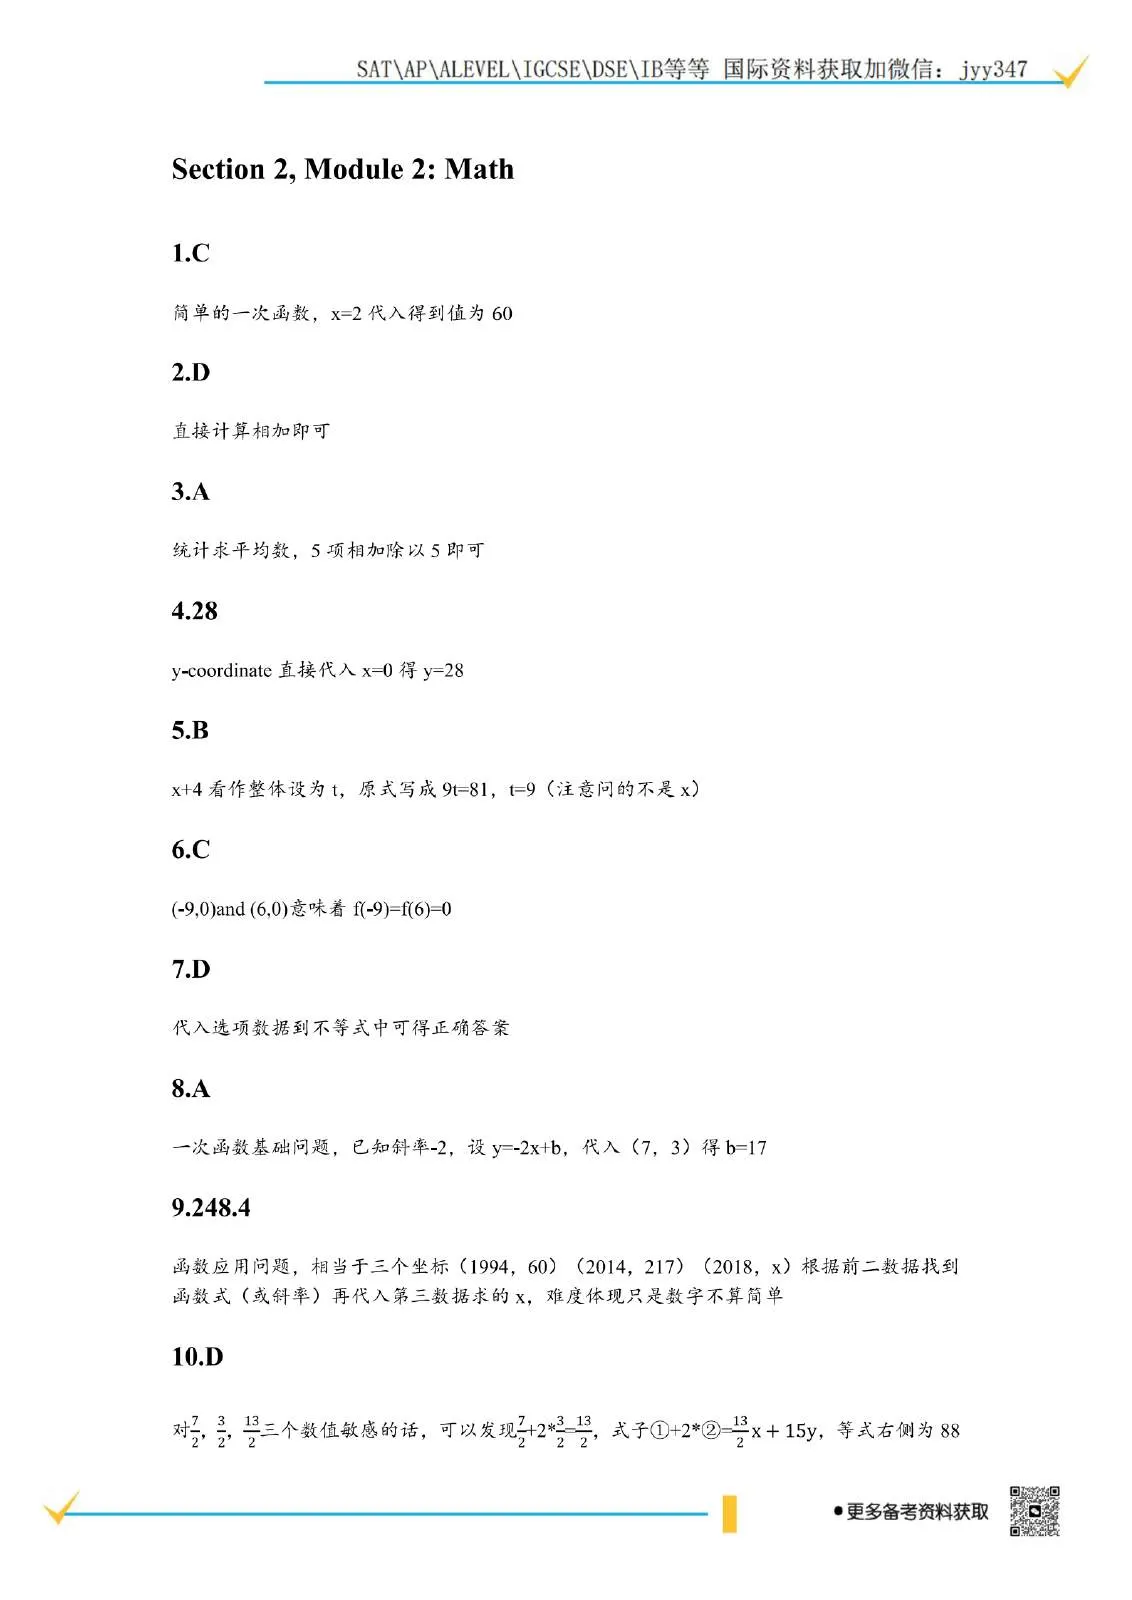 SAT\AP\ALEVEL\IGCSE\DSE\IB等等 国际资料获取加微信：jyy347
Section 2, Module 2: Math
1.C
简单的一次函数，x=2 代入得到值为 60
2.D
直接计算相加即可
3.A
统计求平均数，5 项相加除以 5 即可
4.28
y-coordinate 直接代入 x=0 得 y=28
5.B
x+4 看作整体设为 t，原式写成 9t=81，t=9（注意问的不是 x）
6.C
(-9,0)and (6,0)意味着 f(-9)=f(6)=0
7.D
代入选项数据到不等式中可得正确答案
8.A
一次函数基础问题，已知斜率-2，设 y=-2x+b，代入（7，3）得 b=17
9.248.4
函数应用问题，相当于三个坐标（1994，60）（2014，217）（2018，x）根据前二数据找到
函数式（或斜率）再代入第三数据求的 x，难度体现只是数字不算简单
10.D
对7/2，3/2，13/2三个数值敏感的话，可以发现7/2+2*3/2=13/2，式子①+2*②=13/2 x + 15y，等式右侧为 88
•更多备考资料获取